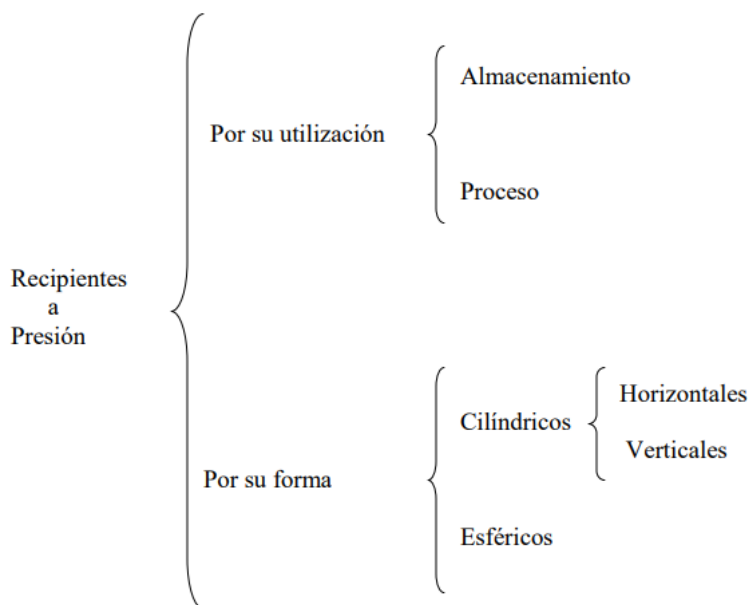 Recipientes
a
Presión
Por su utilización
Almacenamiento
Proceso
Por su forma
Cilíndricos
Horizontales
Verticales
Esféricos